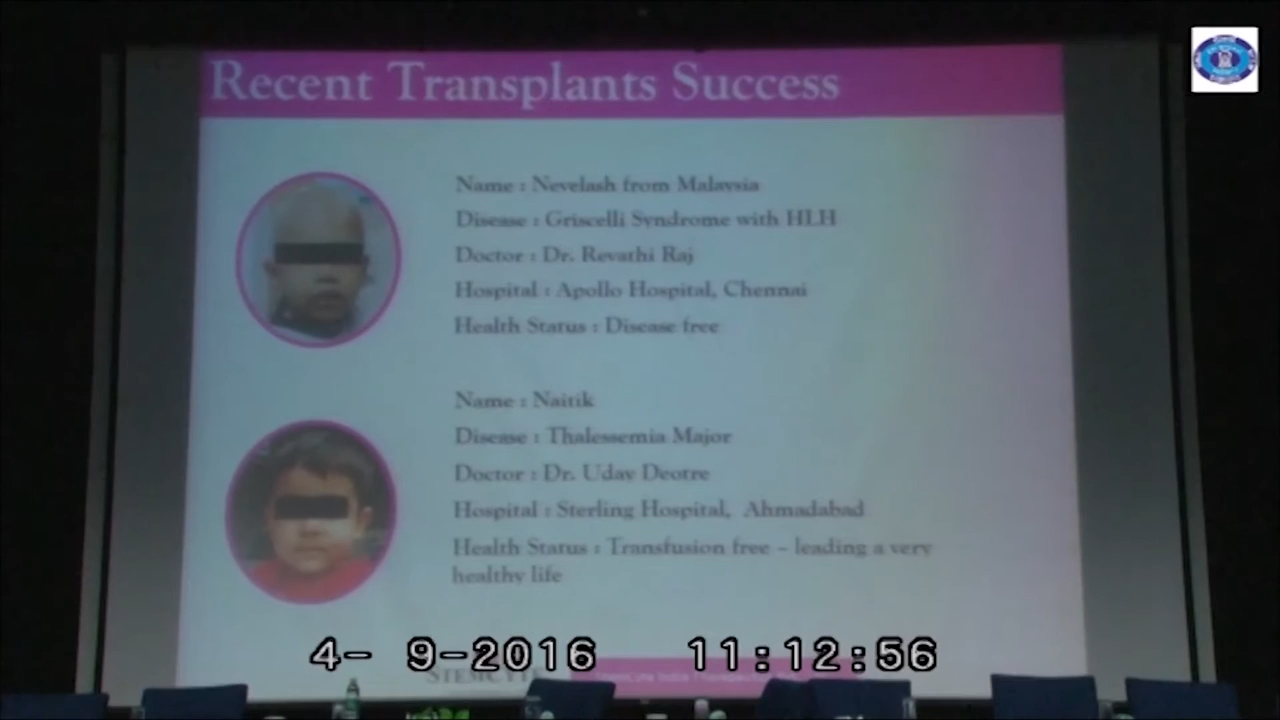 Recent Transplants Success
Name : Nevelash from Malaysia
Disease : Griscelli Syndrome with HLH
Doctor : Dr. Revathi Raj
Hospital : Apollo Hospital, Chennai
Health Status : Disease free
Name : Naitik
Disease : Thalessemia Major
Doctor : Dr. Uday Deotre
Hospital : Sterling Hospital, Ahmadabad
Health Status : Transfusion free – leading a very
healthy life
4- 9-2016 11:12:56